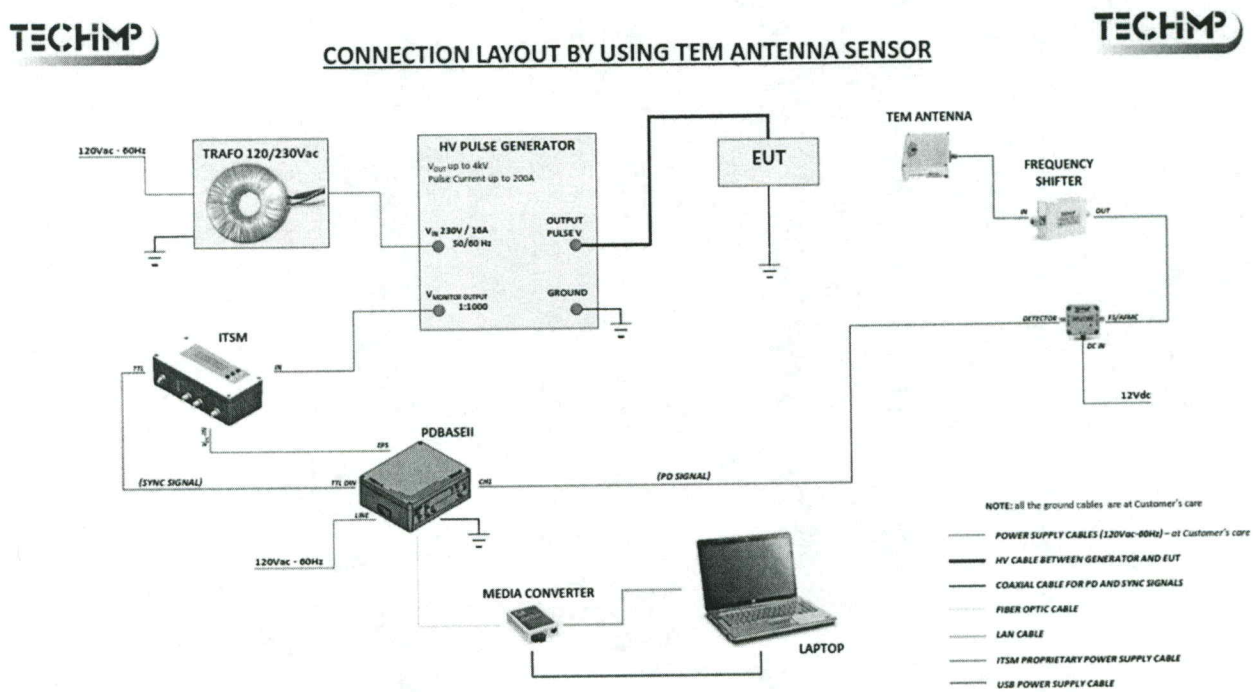 TECHIMP
TECHIMP
CONNECTION LAYOUT BY USING TEM ANTENNA SENSOR
120Vac - 60Hz
TRAFO 120/230Vac
HV PULSE GENERATOR
VOUT up to 4kV
Pulse Current up to 200A
VIN 230V / 16A
50/60 Hz
OUTPUT
PULSE V
VMONITOR OUTPUT
1:1000
GROUND
EUT
TEM ANTENNA
FREQUENCY
SHIFTER
IN
OUT
DETECTOR
FS/AFMC
DC IN
12Vdc
ITSM
TTL
IN
VDC IN
EPS
PDBASEII
(SYNC SIGNAL)
TTL DIN
CH1
(PD SIGNAL)
LINE
120Vac - 60Hz
MEDIA CONVERTER
LAPTOP
NOTE: all the ground cables are at Customer's care
POWER SUPPLY CABLES (120Vac-60Hz) – at Customer's care
HV CABLE BETWEEN GENERATOR AND EUT
COAXIAL CABLE FOR PD AND SYNC SIGNALS
FIBER OPTIC CABLE
LAN CABLE
ITSM PROPRIETARY POWER SUPPLY CABLE
USB POWER SUPPLY CABLE